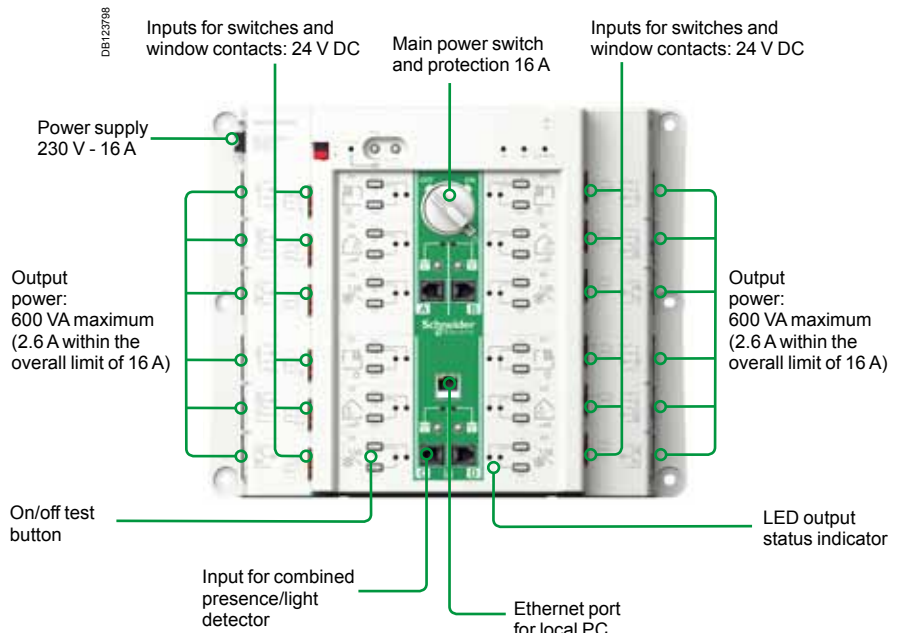 DB123798
Inputs for switches and
window contacts: 24 V DC
Main power switch
and protection 16 A
Inputs for switches and
window contacts: 24 V DC
Power supply
230 V - 16 A
OFF
ON
A
B
Schneider
Output
power:
600 VA maximum
(2.6 A within the
overall limit of 16 A)
Output
power:
600 VA maximum
(2.6 A within the
overall limit of 16 A)
C
D
On/off test
button
LED output
status indicator
Input for combined
presence/light
detector
Ethernet port
for local PC